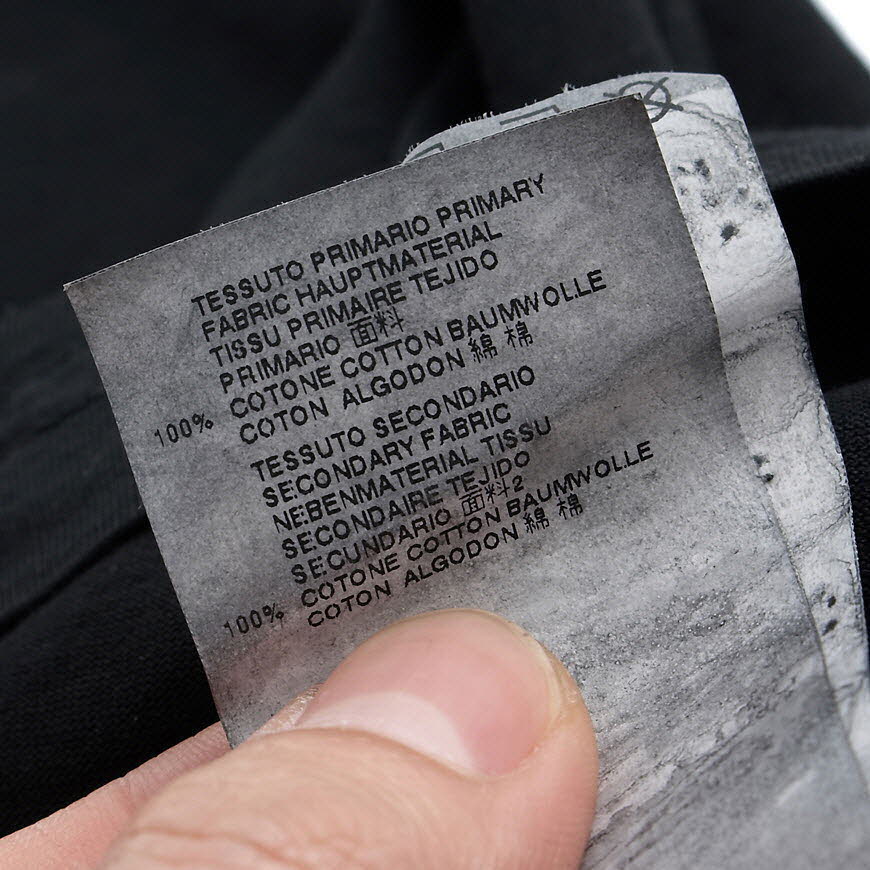 TESSUTO PRIMARIO PRIMARY
FABRIC HAUPTMATERIAL
TISSU PRIMAIRE TEJIDO
PRIMARIO 面料
100% COTONE COTTON BAUMWOLLE
COTON ALGODON 綿 棉
TESSUTO SECONDARIO
SECONDARY FABRIC
NEBENMATERIAL TISSU
SECONDAIRE TEJIDO
SECUNDARIO 面料2
100% COTONE COTTON BAUMWOLLE
COTON ALGODON 綿 棉